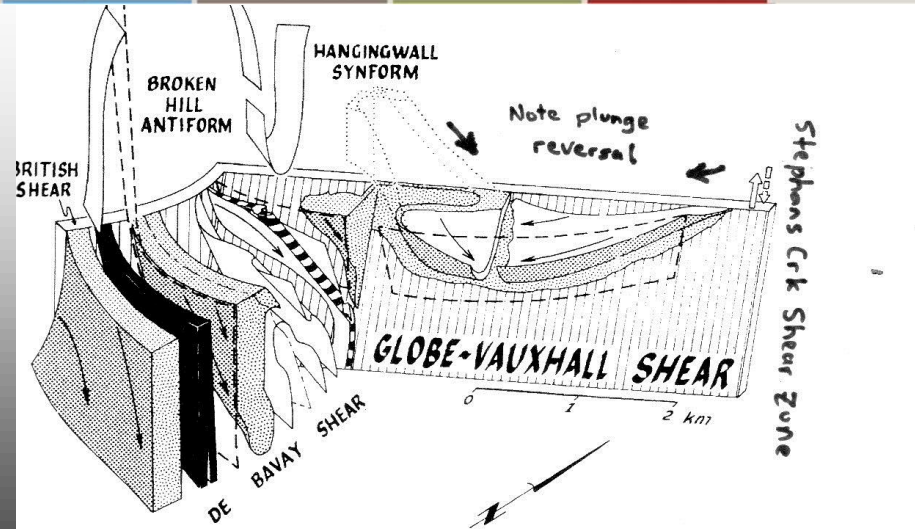 HANGINGWALL
SYNFORM
BROKEN
HILL
ANTIFORM
Note plunge
reversal
BRITISH
SHEAR
Stephans Crk Shear Zone
GLOBE-VAUXHALL SHEAR
0 1 2 km
DE BAVAY SHEAR
N